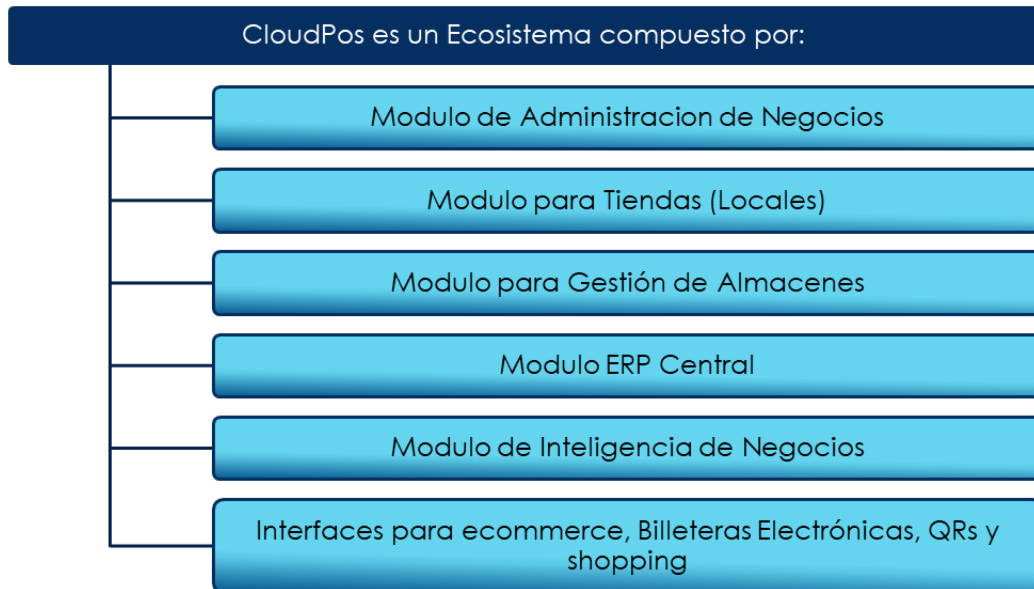 CloudPos es un Ecosistema compuesto por:
Modulo de Administracion de Negocios
Modulo para Tiendas (Locales)
Modulo para Gestión de Almacenes
Modulo ERP Central
Modulo de Inteligencia de Negocios
Interfaces para ecommerce, Billeteras Electrónicas, QRs y
shopping